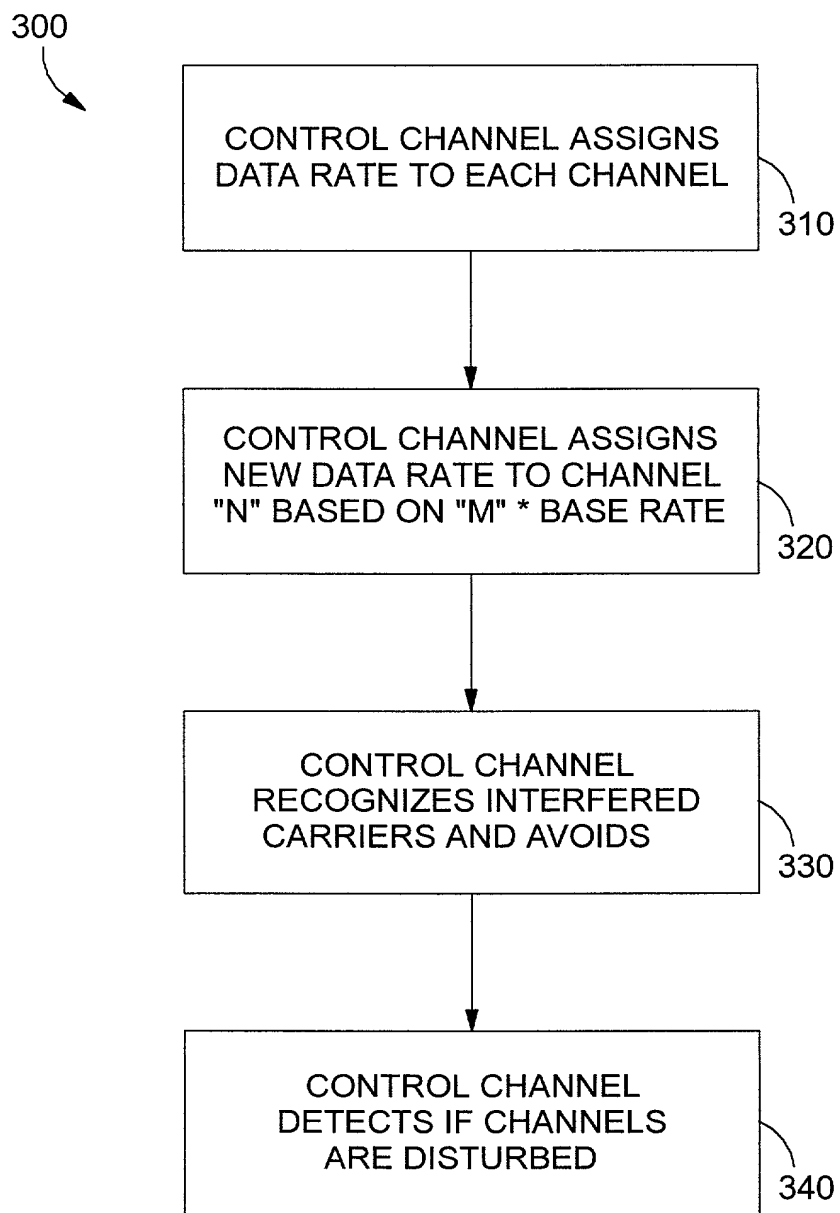 300
CONTROL CHANNEL ASSIGNS
DATA RATE TO EACH CHANNEL
310
CONTROL CHANNEL ASSIGNS
NEW DATA RATE TO CHANNEL
"N" BASED ON "M" * BASE RATE
320
CONTROL CHANNEL
RECOGNIZES INTERFERED
CARRIERS AND AVOIDS
330
CONTROL CHANNEL
DETECTS IF CHANNELS
ARE DISTURBED
340